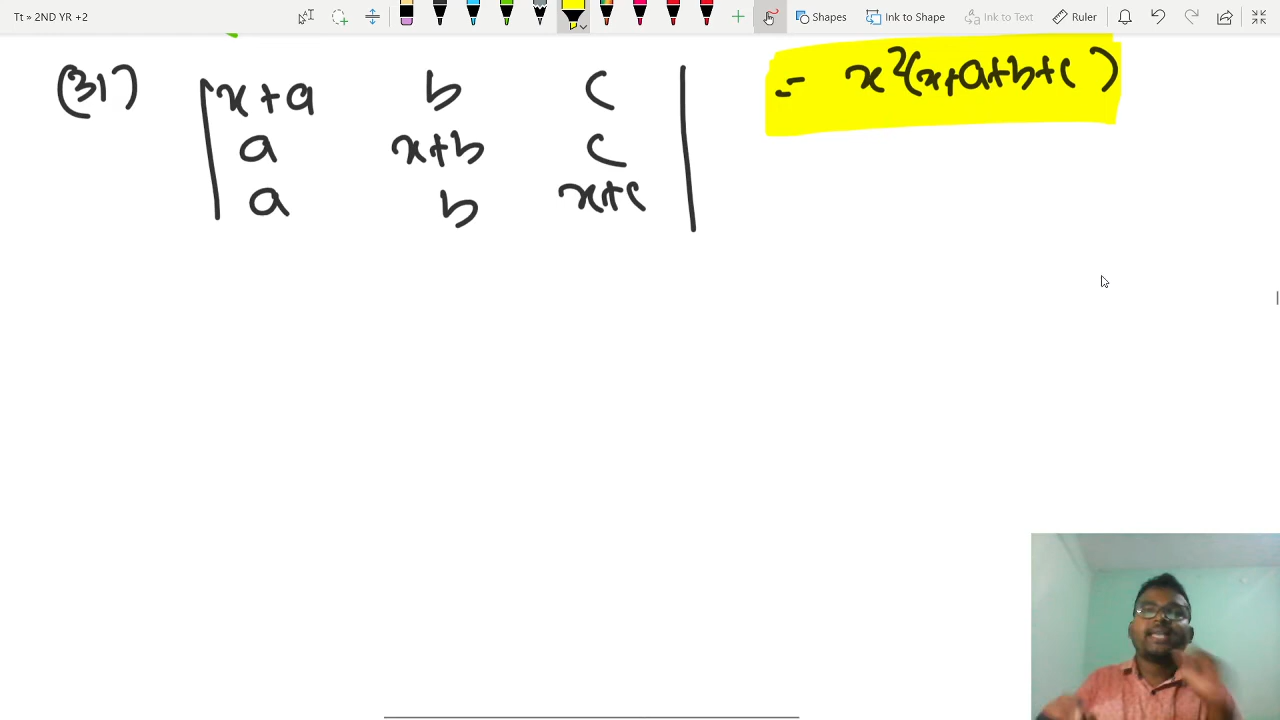 Tt » 2ND YR +2
Shapes Ink to Shape Ink to Text Ruler
(31) | x+a b c | = x²(x+a+b+c)
a x+b c
a b x+c